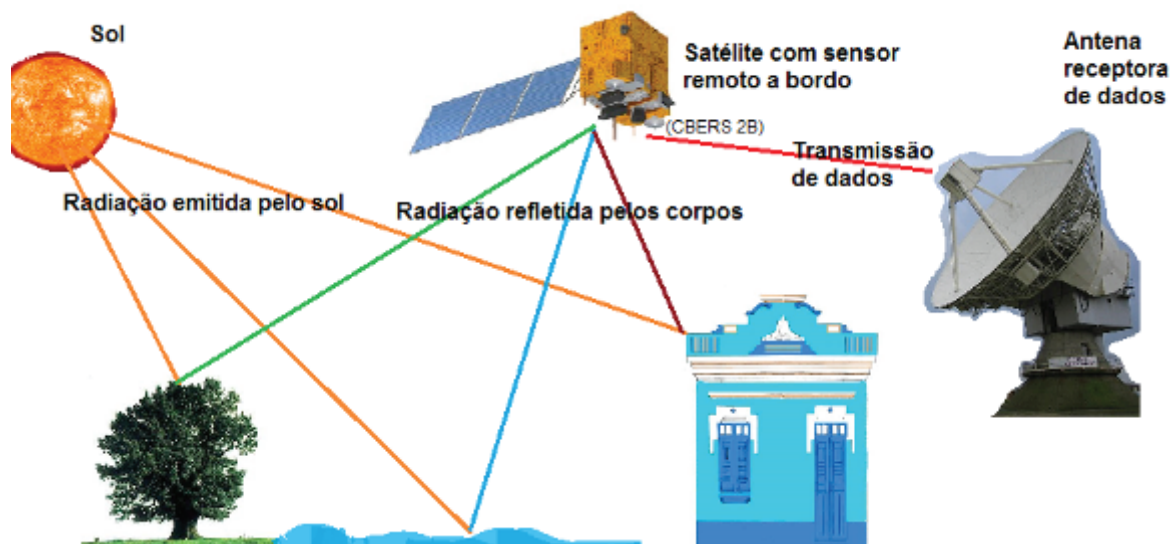 Sol
Satélite com sensor
remoto a bordo
(CBERS 2B)
Antena
receptora
de dados
Transmissão
de dados
Radiação emitida pelo sol
Radiação refletida pelos corpos